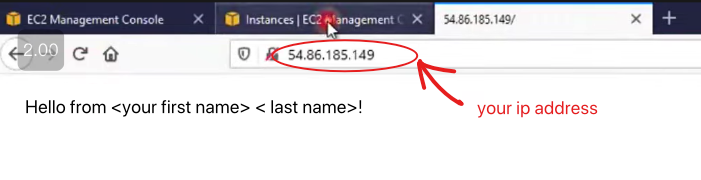 EC2 Management Console
Instances | EC2 Management C
54.86.185.149/
2.00
54.86.185.149
Hello from <your first name> < last name>!
your ip address